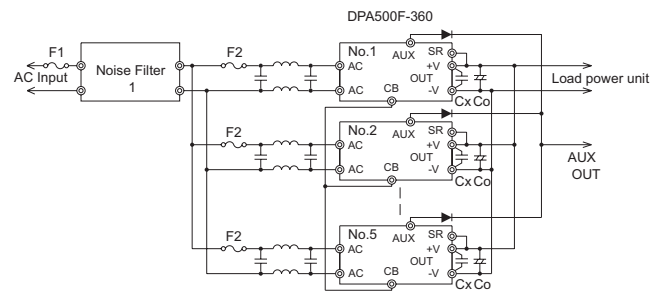 DPA500F-360
F1
AC Input
Noise Filter
1
F2
No.1
AUX
SR
AC
+V
OUT
AC
CB
-V
Cx Co
Load power unit
F2
No.2
AUX
SR
AC
+V
OUT
AC
CB
-V
Cx Co
AUX
OUT
F2
No.5
AUX
SR
AC
+V
OUT
AC
CB
-V
Cx Co